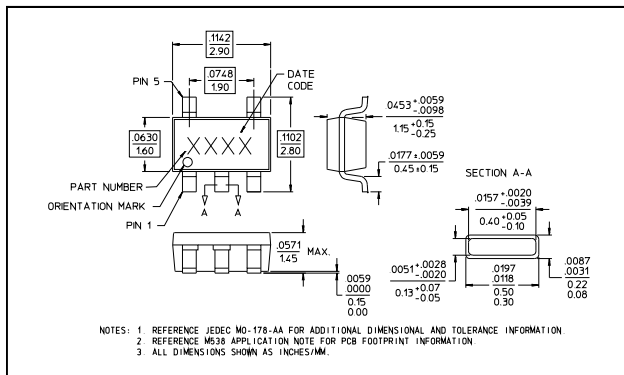 .1142
2.90
PIN 5
.0748
1.90
DATE
CODE
.0453 +.0059
-.0098
1.15 +0.15
-0.25
.0630
1.60
XXXX
.1102
2.80
.0177±.0059
0.45±0.15
PART NUMBER
ORIENTATION MARK
PIN 1
A A
SECTION A-A
.0157 +.0020
-.0039
0.40 +0.05
-0.10
.0571
1.45
MAX.
.0059
.0000
0.15
0.00
.0051 +.0028
-.0020
0.13 +0.07
-0.05
.0197
.0118
0.50
0.30
.0087
.0031
0.22
0.08
NOTES: 1. REFERENCE JEDEC MO-178-AA FOR ADDITIONAL DIMENSIONAL AND TOLERANCE INFORMATION.
2. REFERENCE M538 APPLICATION NOTE FOR PCB FOOTPRINT INFORMATION.
3. ALL DIMENSIONS SHOWN AS INCHES/MM.